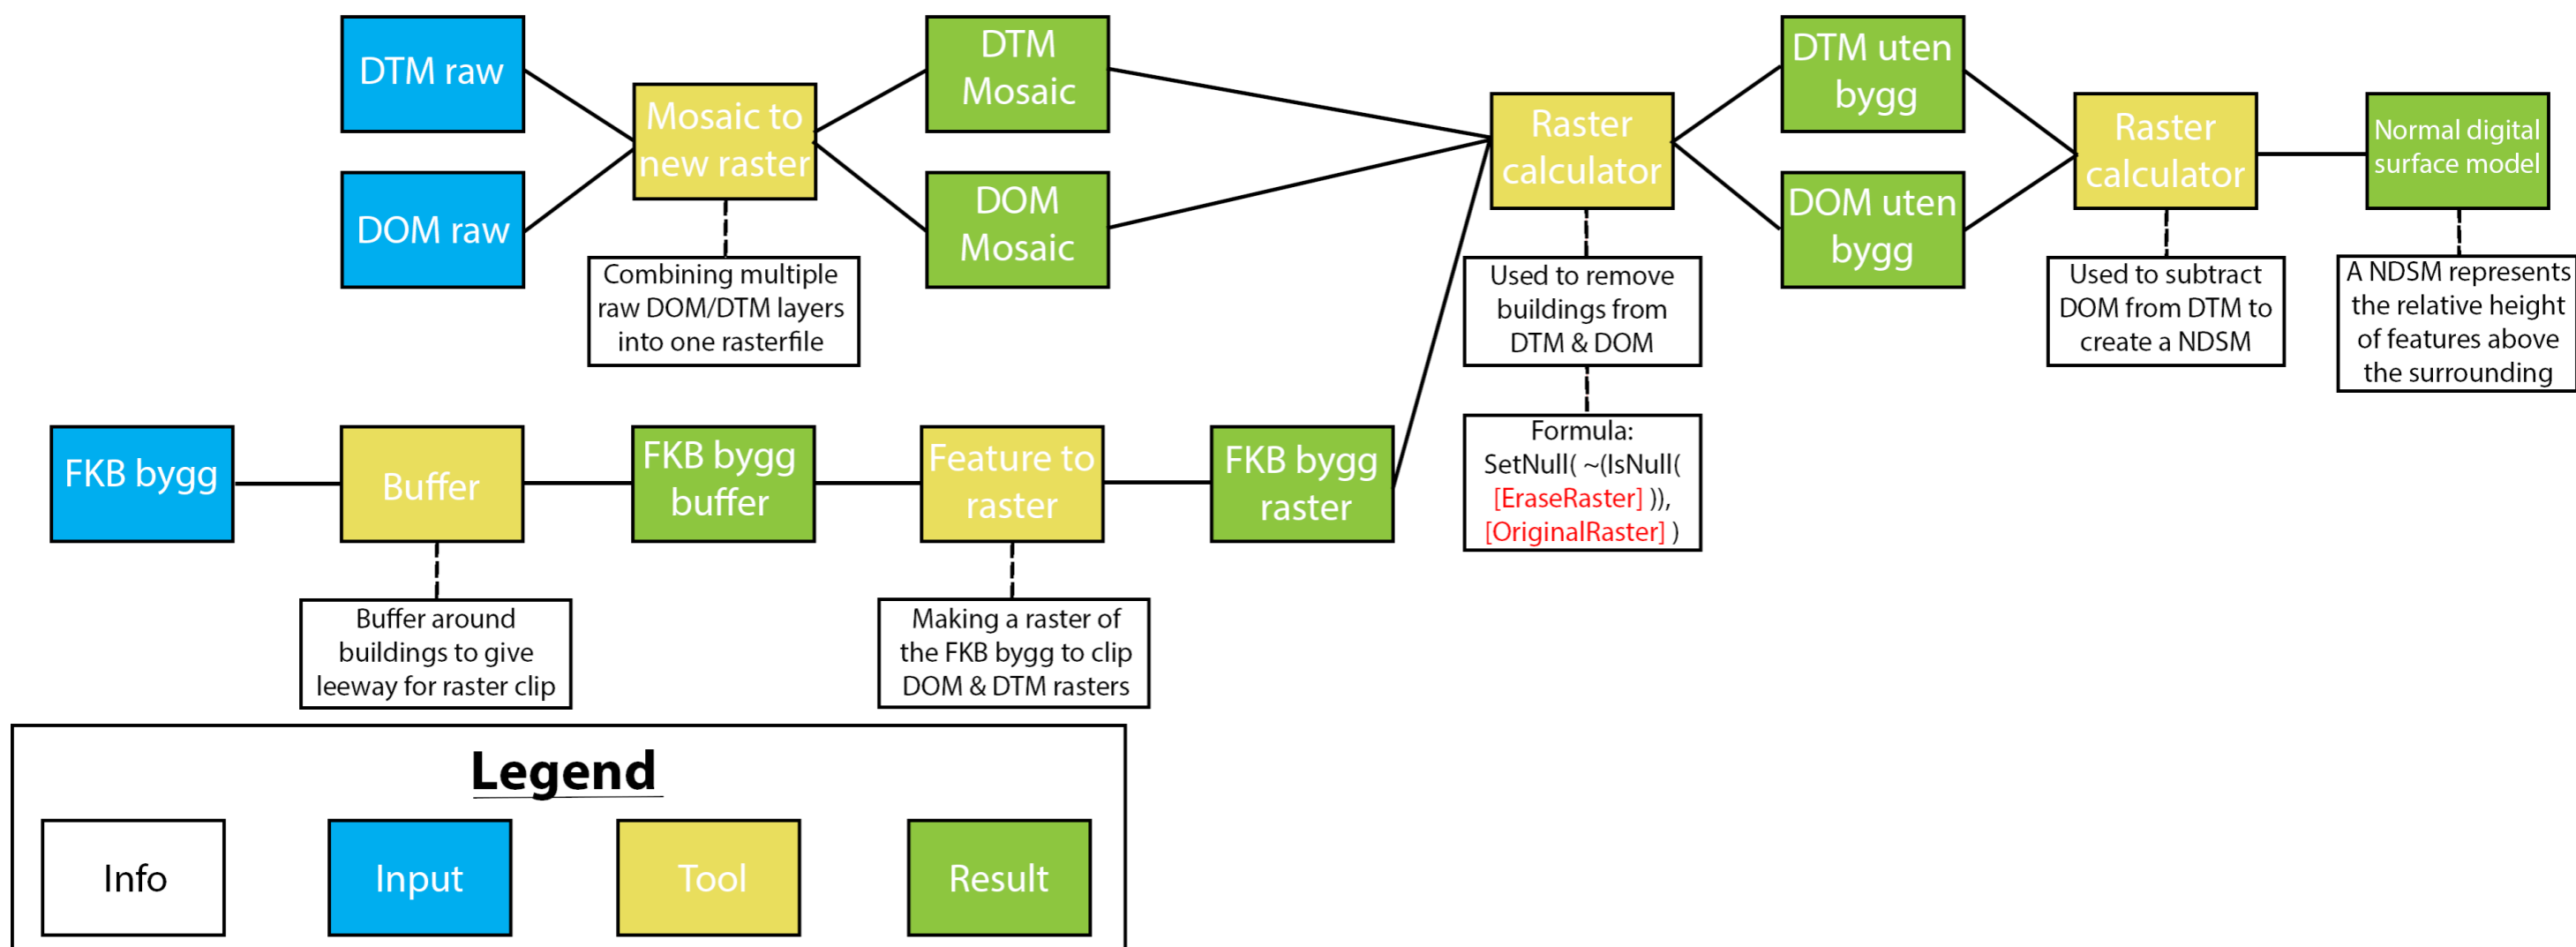 DTM raw
DOM raw
Mosaic to
new raster
Combining multiple
raw DOM/DTM layers
into one rasterfile
DTM
Mosaic
DOM
Mosaic
Raster
calculator
Used to remove
buildings from
DTM & DOM
Formula:
SetNull( ~(IsNull(
[EraseRaster] )),
[OriginalRaster] )
DTM uten
bygg
DOM uten
bygg
Raster
calculator
Used to subtract
DOM from DTM to
create a NDSM
Normal digital
surface model
A NDSM represents
the relative height
of features above
the surrounding
FKB bygg
Buffer
Buffer around
buildings to give
leeway for raster clip
FKB bygg
buffer
Feature to
raster
Making a raster of
the FKB bygg to clip
DOM & DTM rasters
FKB bygg
raster
Legend
Info
Input
Tool
Result